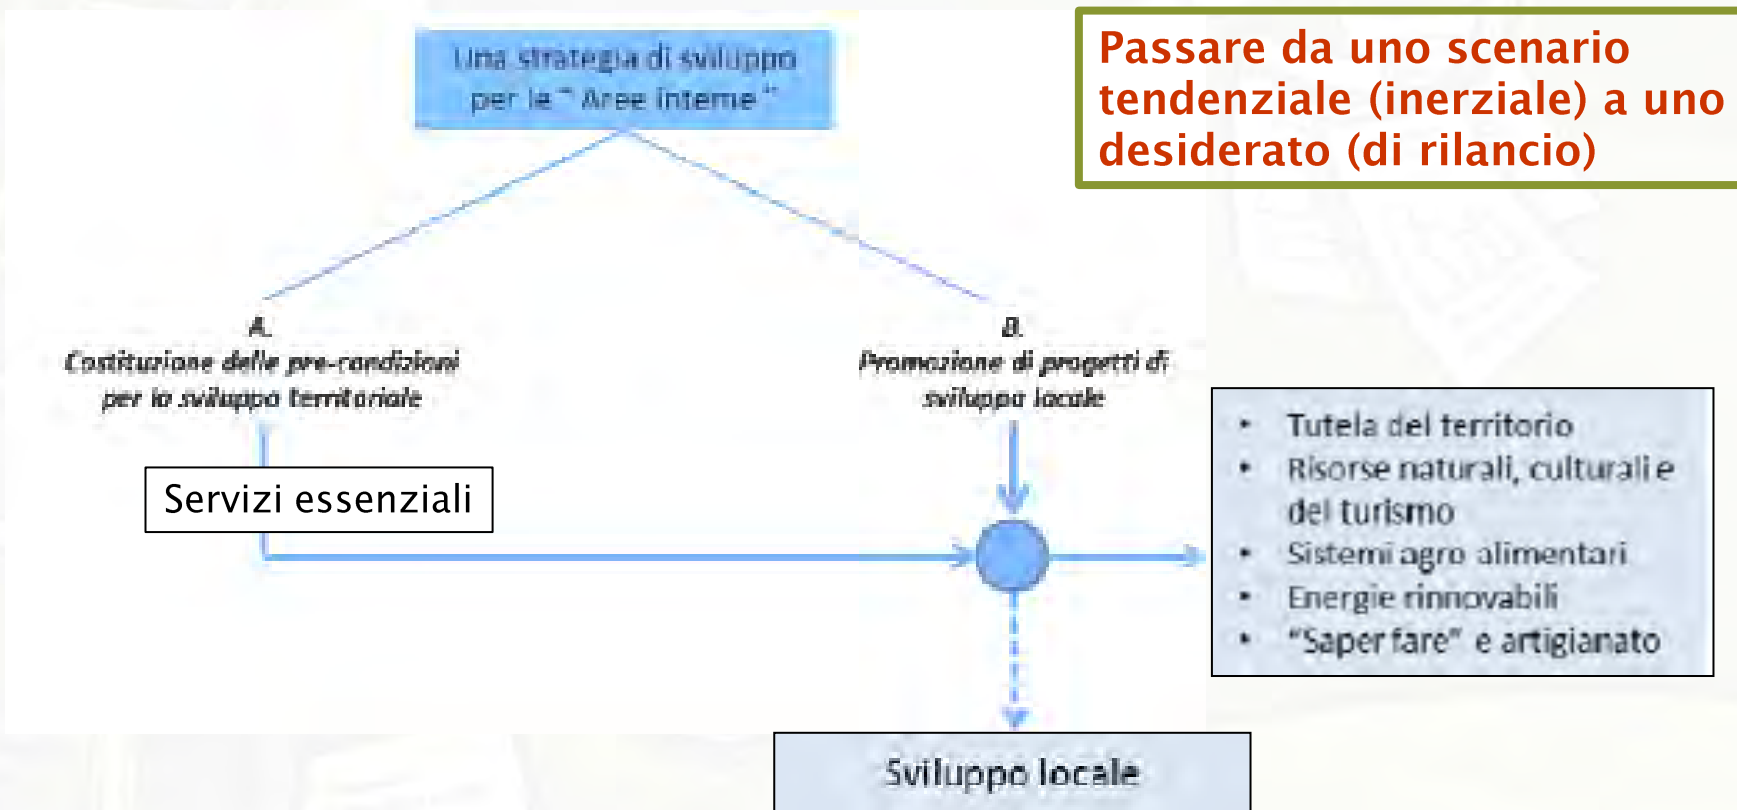 Una strategia di sviluppo
per le " Aree interne "
Passare da uno scenario
tendenziale (inerziale) a uno
desiderato (di rilancio)
A.
Costituzione delle pre-condizioni
per lo sviluppo territoriale
B.
Promozione di progetti di
sviluppo locale
Servizi essenziali
• Tutela del territorio
• Risorse naturali, culturali e
del turismo
• Sistemi agro alimentari
• Energie rinnovabili
• "Saper fare" e artigianato
Sviluppo locale